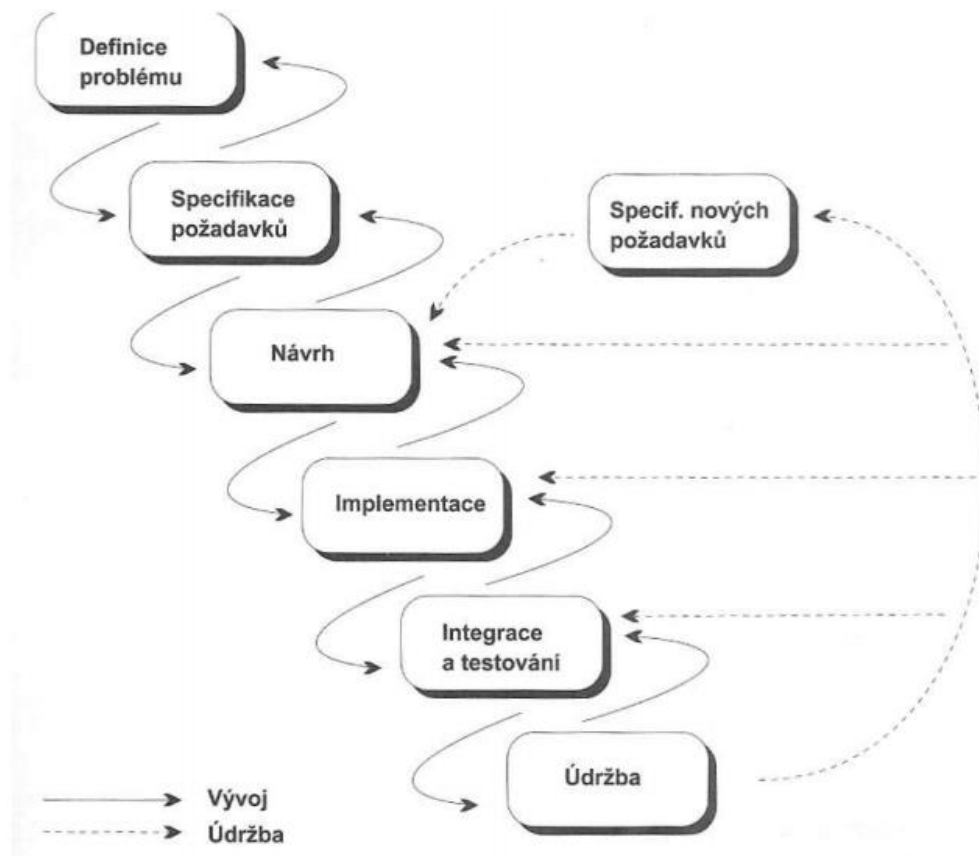 Definice
problému
Specifikace
požadavků
Specif. nových
požadavků
Návrh
Implementace
Integrace
a testování
Údržba
Vývoj
Údržba